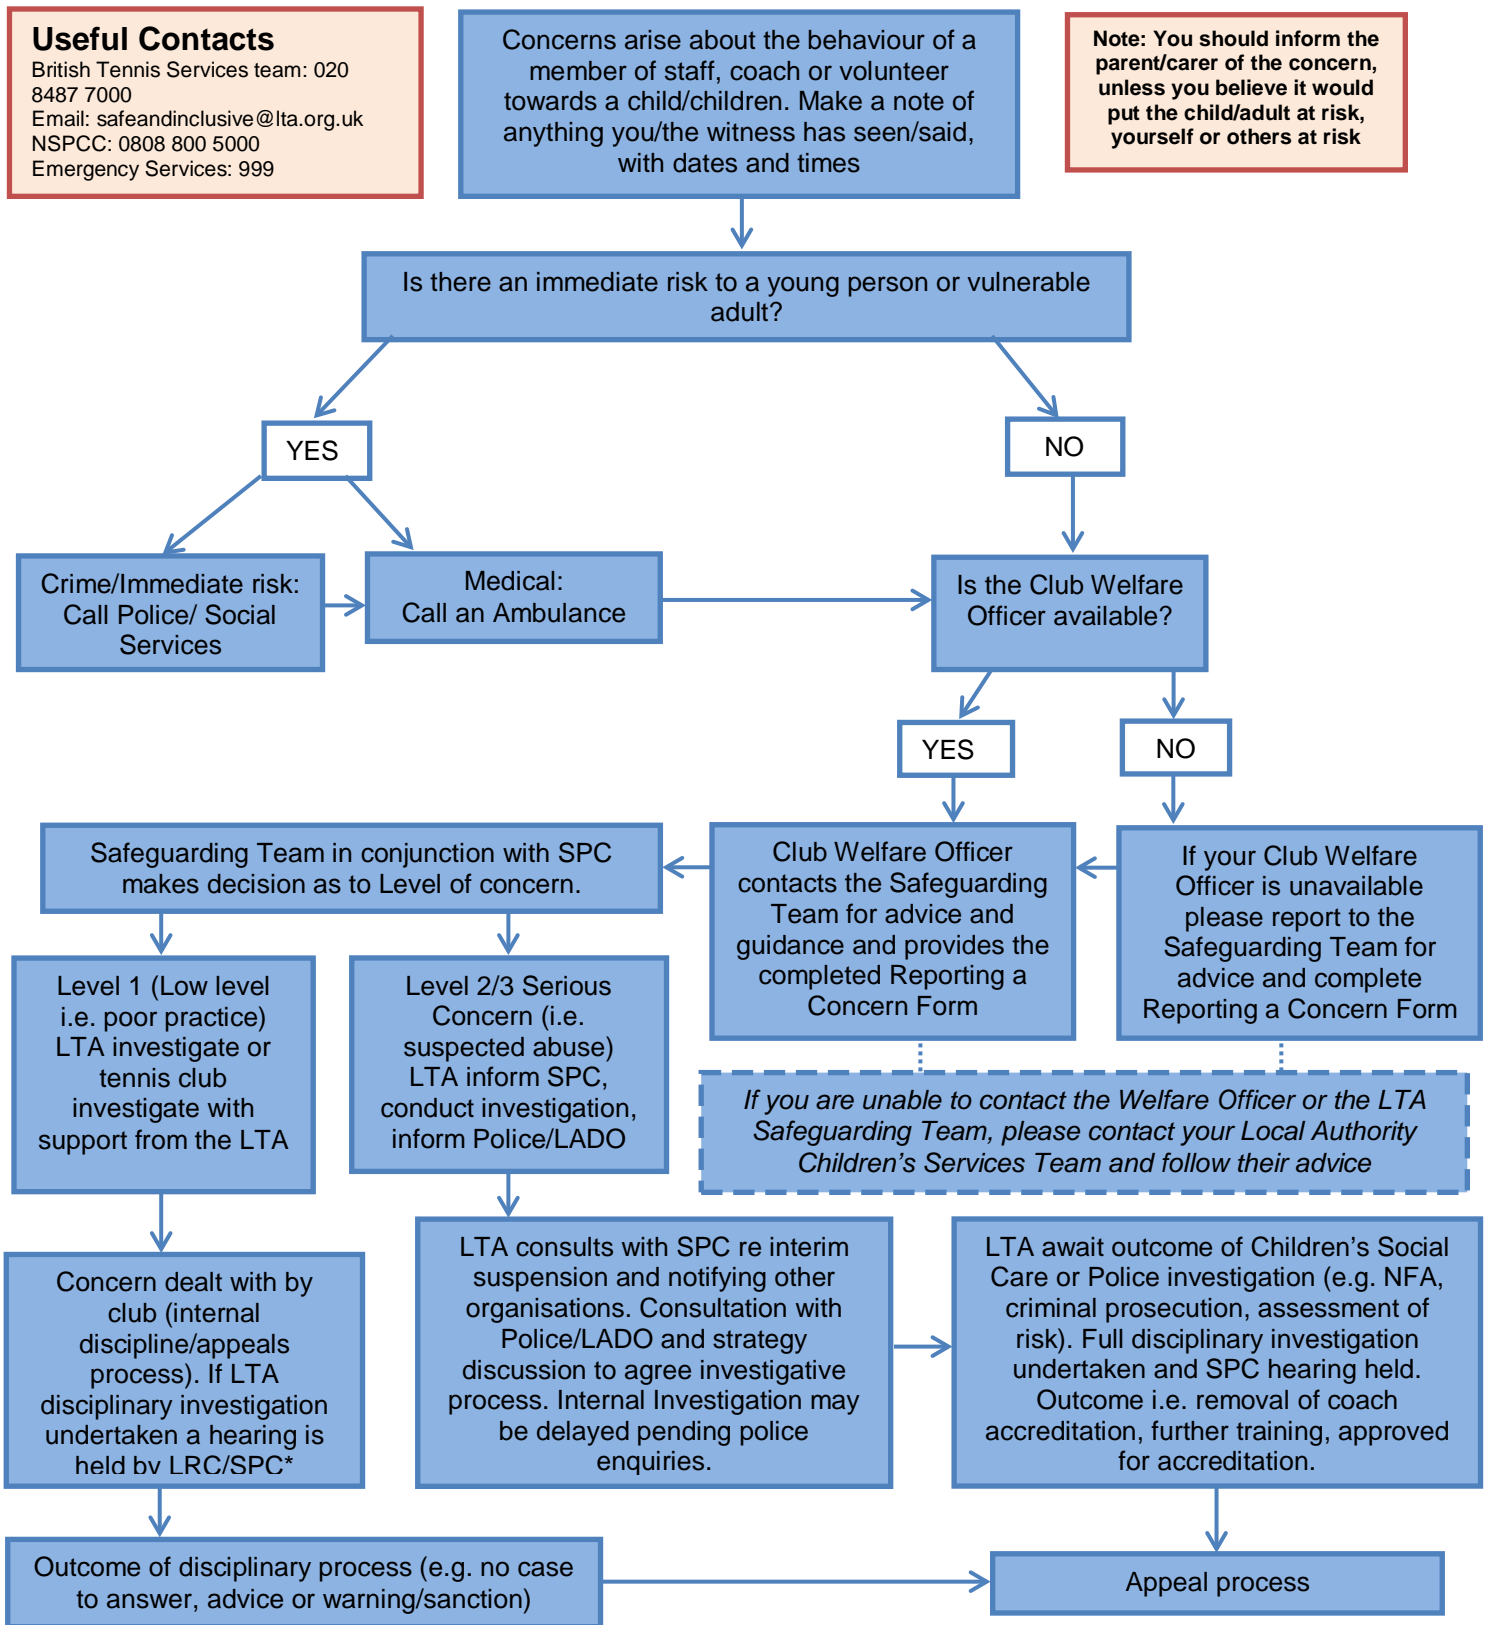 Useful Contacts
British Tennis Services team: 020
8487 7000
Email: safeandinclusive@lta.org.uk
NSPCC: 0808 800 5000
Emergency Services: 999
Concerns arise about the behaviour of a
member of staff, coach or volunteer
towards a child/children. Make a note of
anything you/the witness has seen/said,
with dates and times
Note: You should inform the
parent/carer of the concern,
unless you believe it would
put the child/adult at risk,
yourself or others at risk
Is there an immediate risk to a young person or vulnerable
adult?
YES
NO
Crime/Immediate risk:
Call Police/ Social
Services
Medical:
Call an Ambulance
Is the Club Welfare
Officer available?
YES
NO
Safeguarding Team in conjunction with SPC
makes decision as to Level of concern.
Club Welfare Officer
contacts the Safeguarding
Team for advice and
guidance and provides the
completed Reporting a
Concern Form
If your Club Welfare
Officer is unavailable
please report to the
Safeguarding Team for
advice and complete
Reporting a Concern Form
Level 1 (Low level
i.e. poor practice)
LTA investigate or
tennis club
investigate with
support from the LTA
Level 2/3 Serious
Concern (i.e.
suspected abuse)
LTA inform SPC,
conduct investigation,
inform Police/LADO
If you are unable to contact the Welfare Officer or the LTA
Safeguarding Team, please contact your Local Authority
Children's Services Team and follow their advice
Concern dealt with by
club (internal
discipline/appeals
process). If LTA
disciplinary investigation
undertaken a hearing is
held by LRC/SPC*
LTA consults with SPC re interim
suspension and notifying other
organisations. Consultation with
Police/LADO and strategy
discussion to agree investigative
process. Internal Investigation may
be delayed pending police
enquiries.
LTA await outcome of Children's Social
Care or Police investigation (e.g. NFA,
criminal prosecution, assessment of
risk). Full disciplinary investigation
undertaken and SPC hearing held.
Outcome i.e. removal of coach
accreditation, further training, approved
for accreditation.
Outcome of disciplinary process (e.g. no case
to answer, advice or warning/sanction)
Appeal process